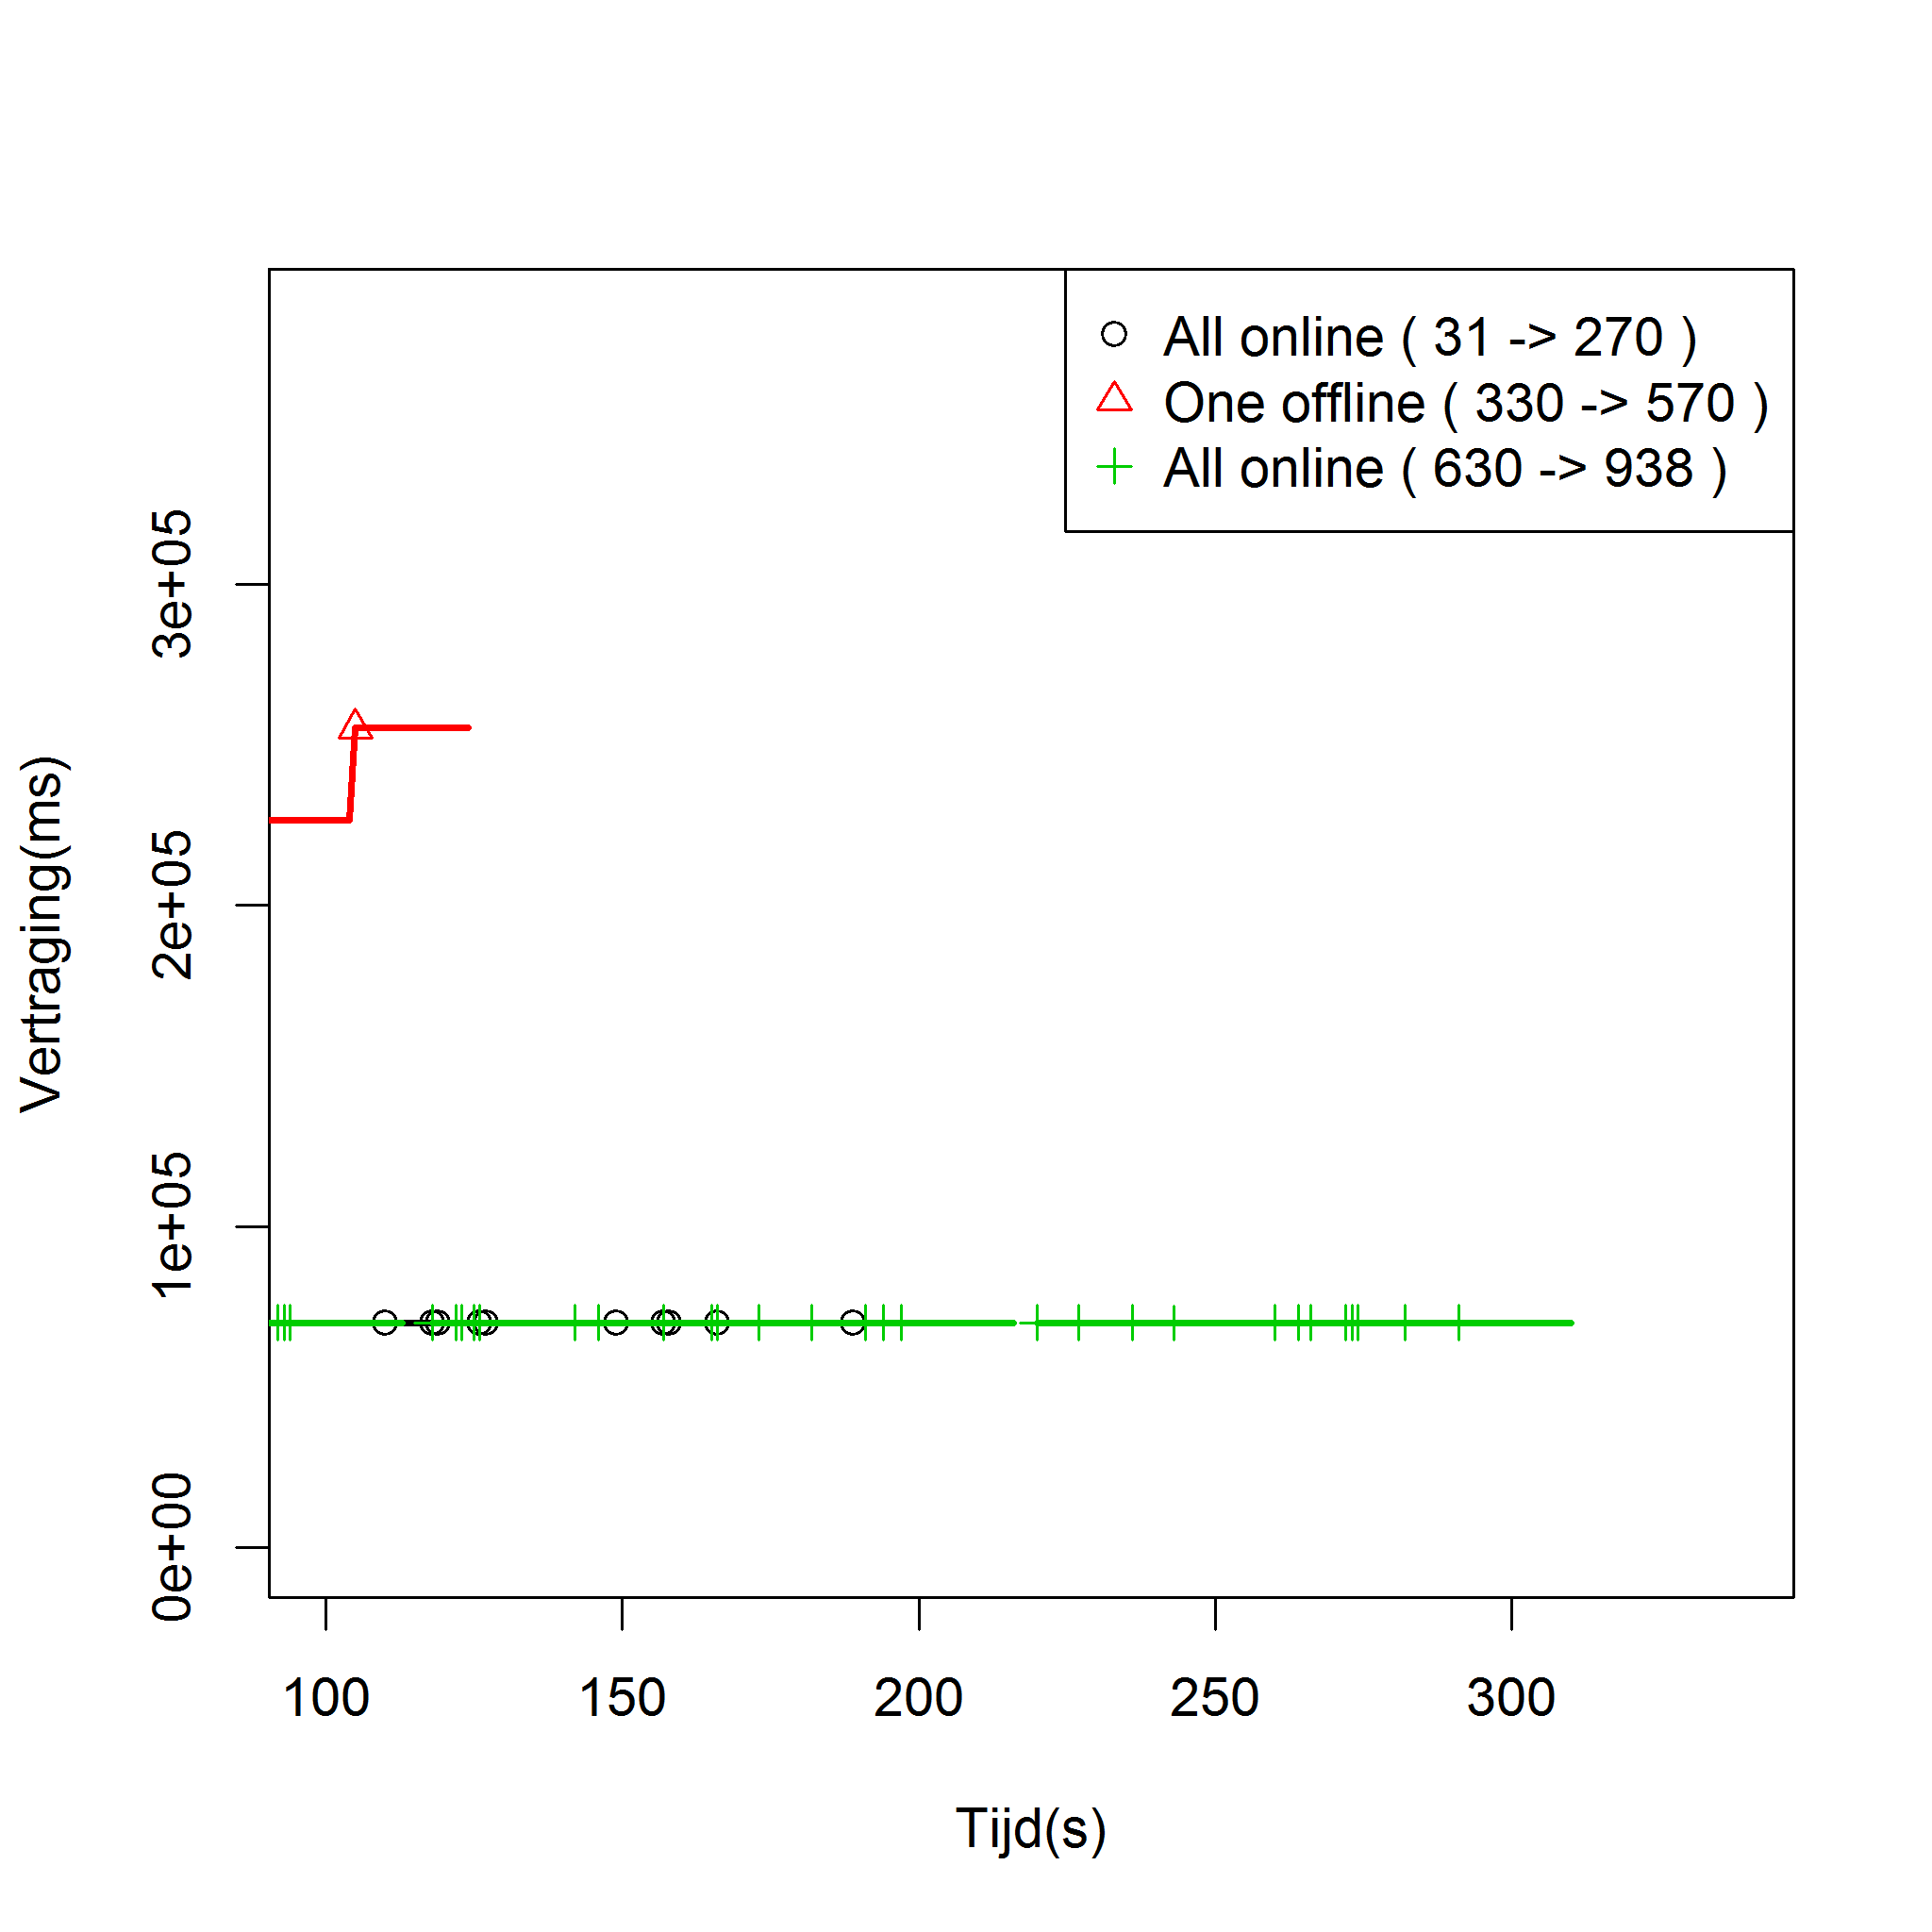 All online ( 31 -> 270 )
One offline ( 330 -> 570 )
All online ( 630 -> 938 )
Vertraging(ms)
3e+05
2e+05
1e+05
0e+00
100 150 200 250 300
Tijd(s)